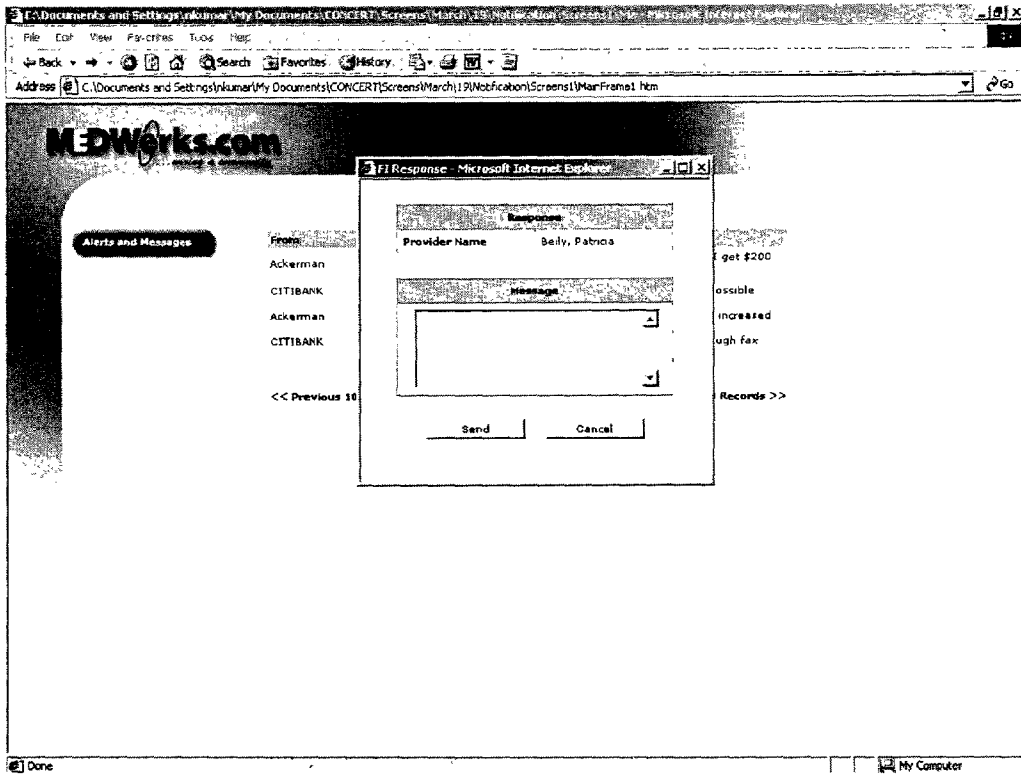 C:\Documents and Settings\nkumar\My Documents\CONCERT\Screens\March\19\Notification\Screens1\
File Edit View Favorites Tools Help
Back Search Favorites History
Address C:\Documents and Settings\nkumar\My Documents\CONCERT\Screens\March\19\Notification\Screens1\MainFrame1 htm Go
MEDWorks.com
FI Response - Microsoft Internet Explorer
Response
Alerts and Messages
From
Provider Name Beily, Patricia
Ackerman get $200
CITIBANK ossible
Message
Ackerman increased
CITIBANK ugh fax
<< Previous 10 Records >>
Send Cancel
Done My Computer